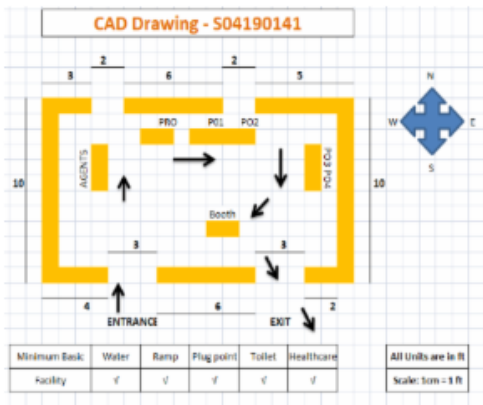 CAD Drawing - S04190141
2 2
3 6 5
N
W E
S
PRO PO1 PO2
AGENTS
PO3 PO4
10 10
Booth
3 3
4 6 2
ENTRANCE EXIT
Minimum Basic Water Ramp Plug point Toilet Healthcare
Facility √ √ √ √ √
All Units are in ft
Scale: 1cm = 1 ft